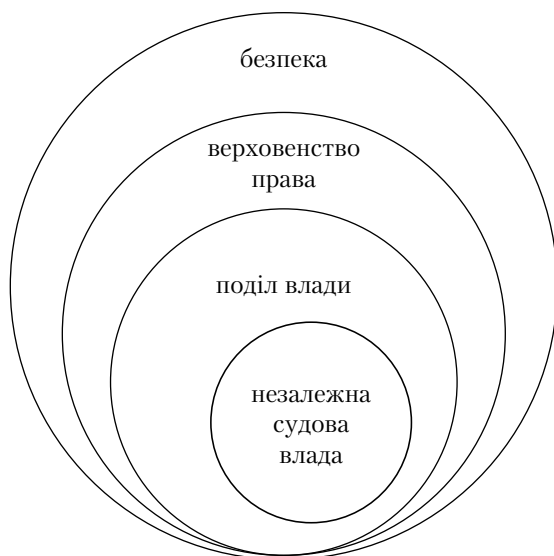 безпека
верховенство
права
поділ влади
незалежна
судова
влада